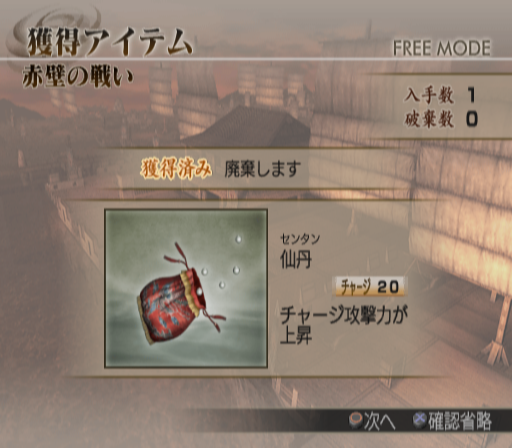 獲得アイテム
FREE MODE
赤壁の戦い
入手数 1
破棄数 0
獲得済み 廃棄します
センタン
仙丹
チャージ 20
チャージ攻撃力が
上昇
次へ 確認省略